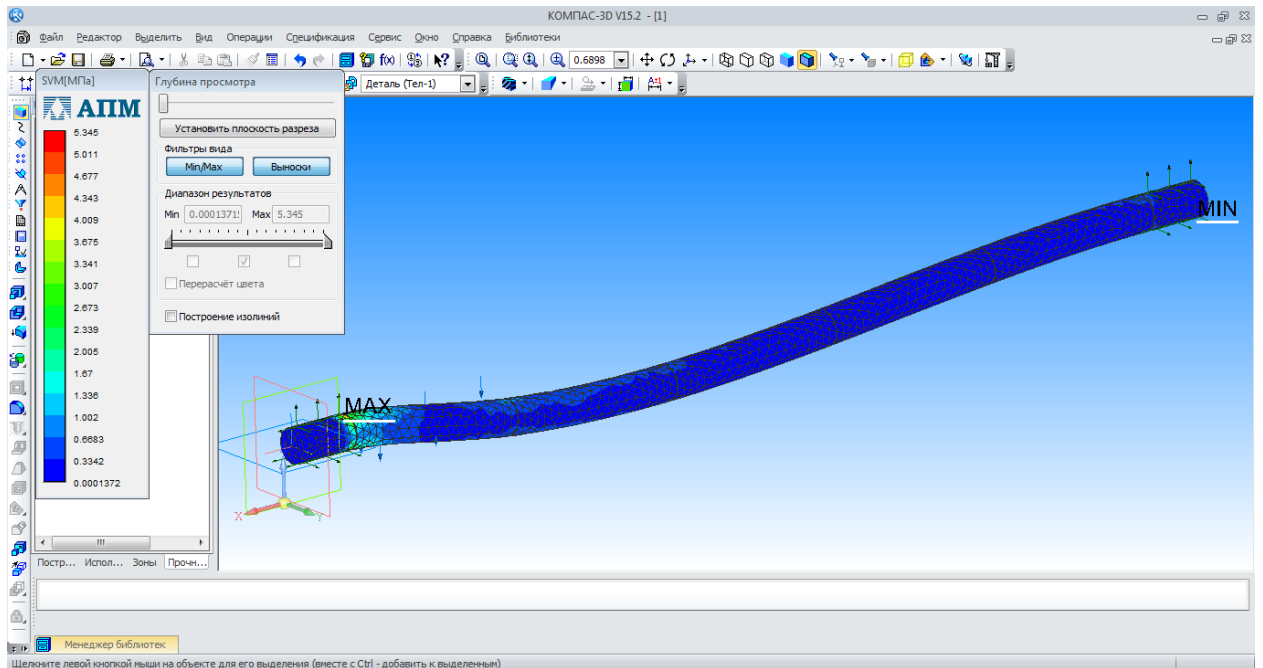 КОМПАС-3D V15.2 - [1]
Файл Редактор Выделить Вид Операции Спецификация Сервис Окно Справка Библиотеки
0.6898
SVM[МПа]
Глубина просмотра
Деталь (Тел-1)
АПМ
Установить плоскость разреза
5.345
Фильтры вида
5.011
Min/Max Выноски
4.677
Диапазон результатов
4.343
Min 0.0001371 Max 5.345
4.009
3.675
3.341
Перерасчёт цвета
3.007
2.673
Построение изолиний
2.339
2.005
1.67
1.336
1.002
0.6683
0.3342
0.0001372
MIN
MAX
X
Y
Постр... Испол... Зоны Прочн...
Менеджер библиотек
Щелкните левой кнопкой мыши на объекте для его выделения (вместе с Ctrl - добавить к выделенным)